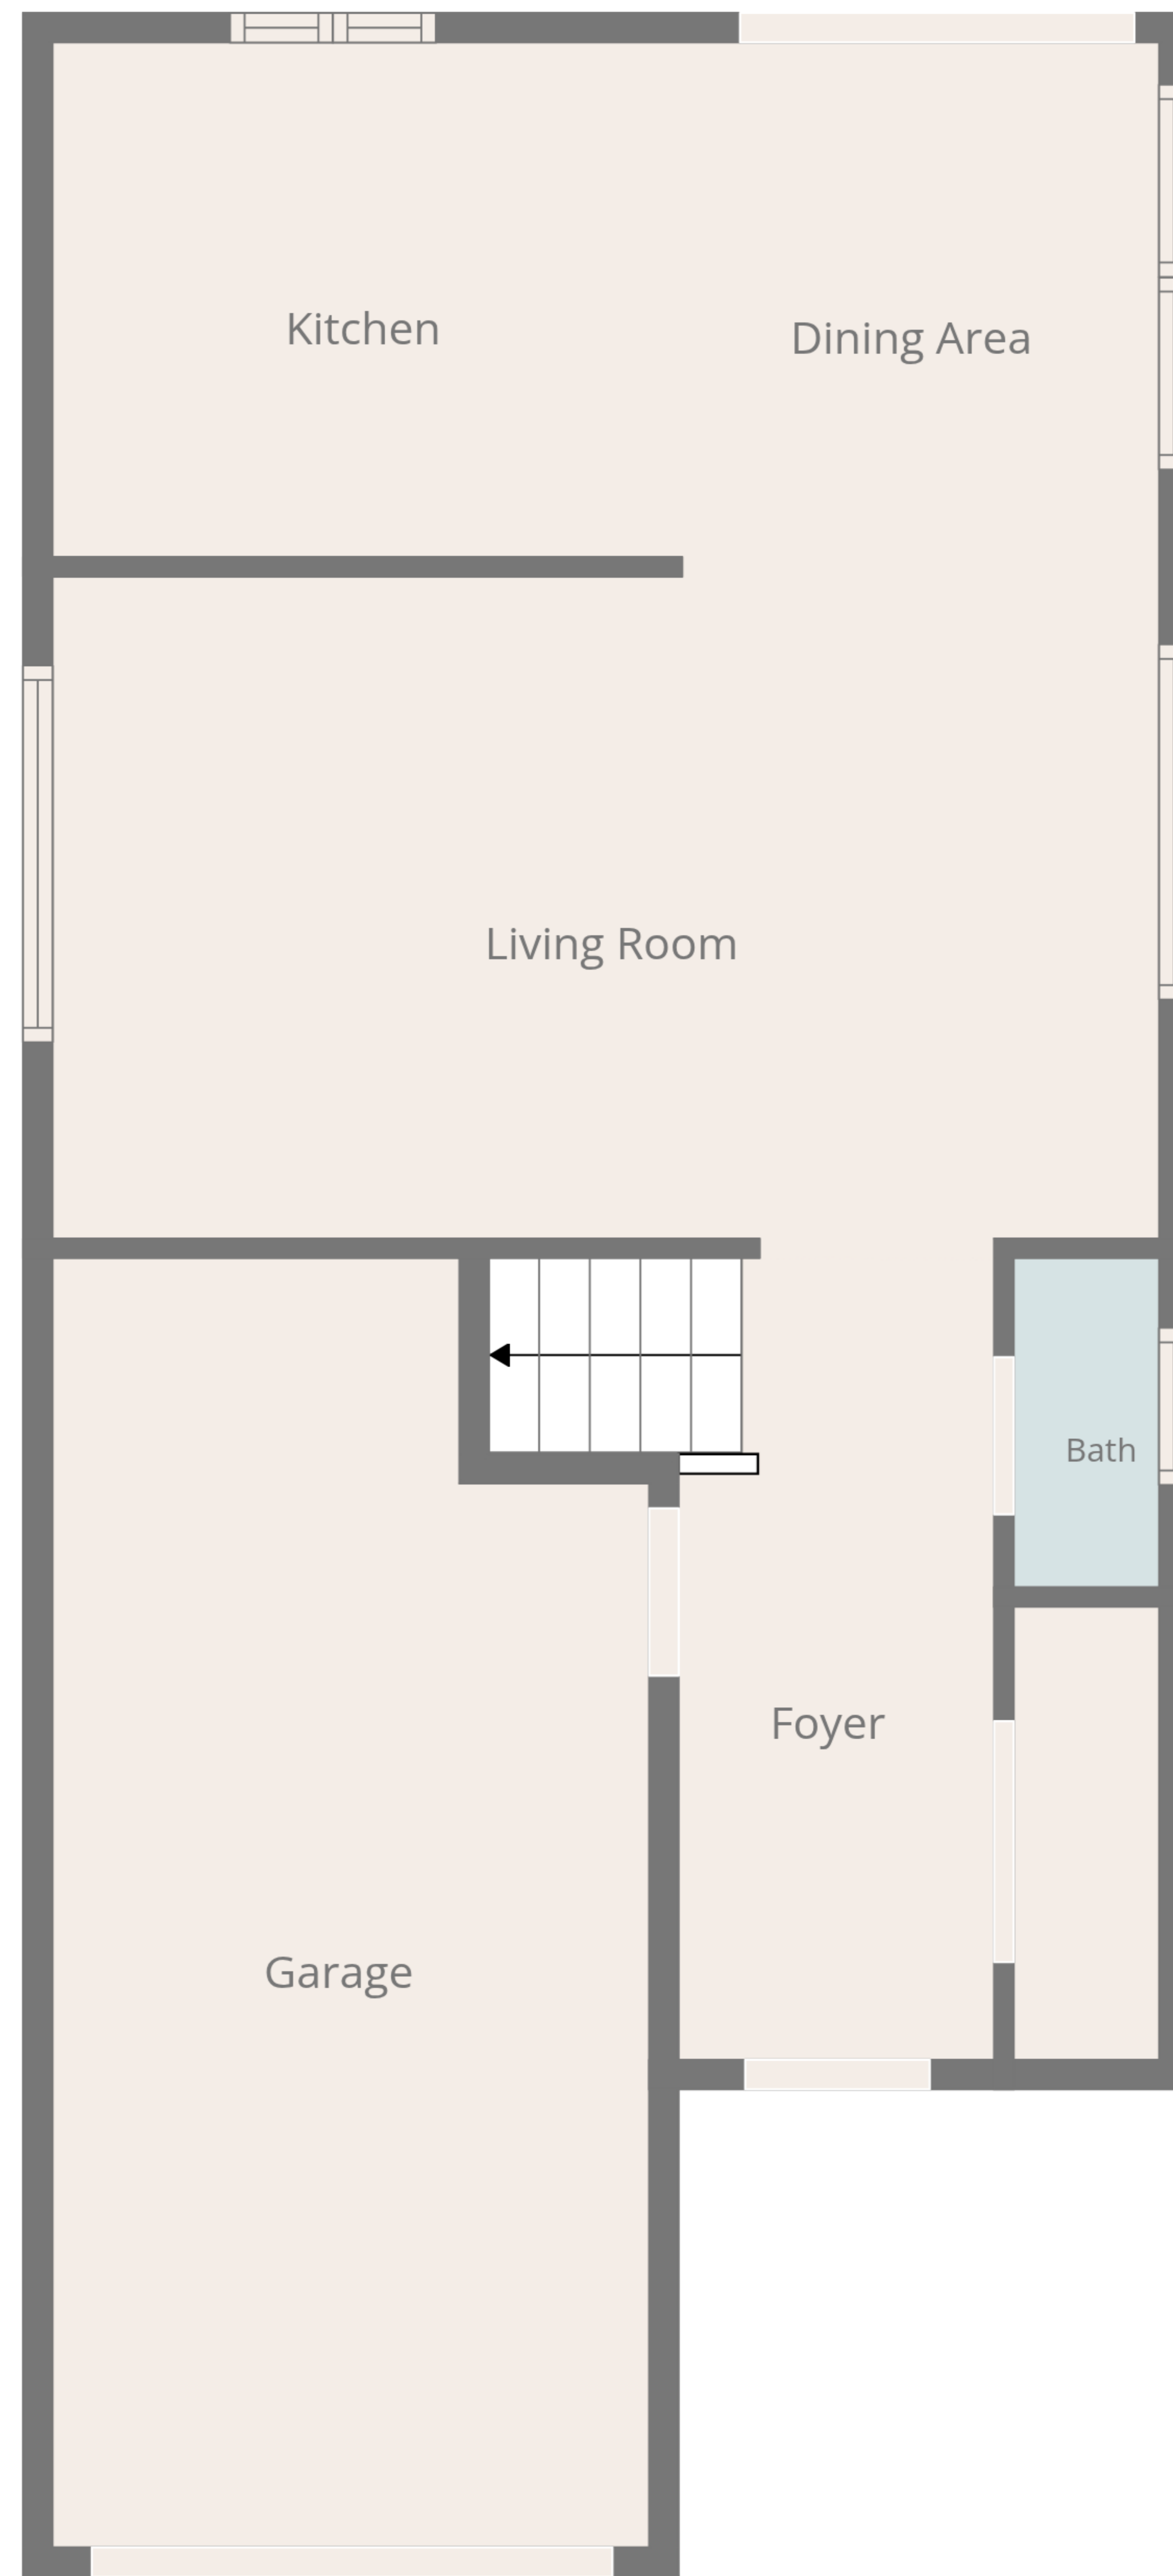 Kitchen
Dining Area
Living Room
Bath
Foyer
Garage